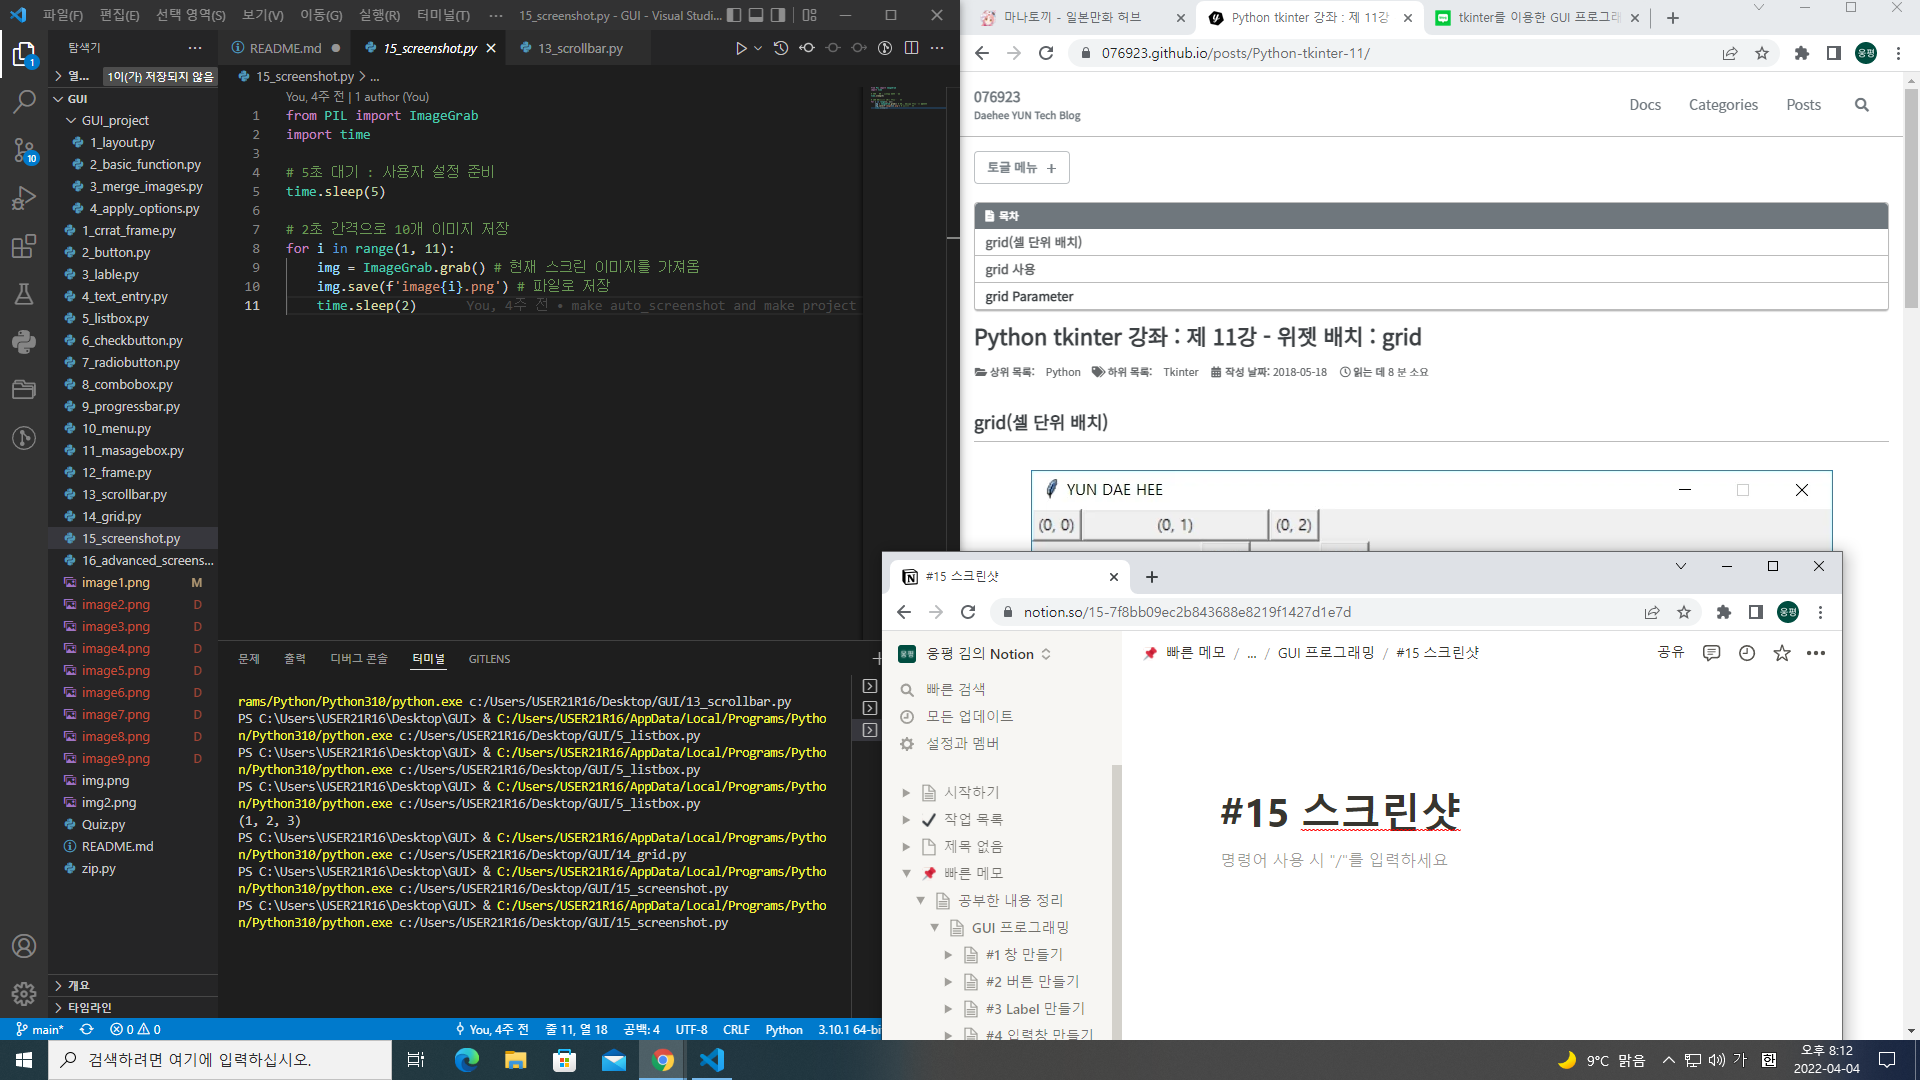 파일(F) 편집(E) 선택 영역(S) 보기(V) 이동(G) 실행(R) 터미널(T) ··· 15_screenshot.py - GUI - Visual Studi...
탐색기
열... 1이(가) 저장되지 않음
GUI
GUI_project
1_layout.py
2_basic_function.py
3_merge_images.py
4_apply_options.py
1_crrat_frame.py
2_button.py
3_lable.py
4_text_entry.py
5_listbox.py
6_checkbutton.py
7_radiobutton.py
8_combobox.py
9_progressbar.py
10_menu.py
11_masagebox.py
12_frame.py
13_scrollbar.py
14_grid.py
15_screenshot.py
16_advanced_screens...
image1.png M
image2.png D
image3.png D
image4.png D
image5.png D
image6.png D
image7.png D
image8.png D
image9.png D
img.png
img2.png
Quiz.py
README.md
zip.py
개요
타임라인
1
10
README.md 15_screenshot.py 13_scrollbar.py
15_screenshot.py > ...
You, 4주 전 | 1 author (You)
1 from PIL import ImageGrab
2 import time
3
4 # 5초 대기 : 사용자 설정 준비
5 time.sleep(5)
6
7 # 2초 간격으로 10개 이미지 저장
8 for i in range(1, 11):
9 img = ImageGrab.grab() # 현재 스크린 이미지를 가져옴
10 img.save(f'image{i}.png') # 파일로 저장
11 time.sleep(2) You, 4주 전 • make auto_screenshot and make project
문제 출력 디버그 콘솔 터미널 GITLENS
rams/Python/Python310/python.exe c:/Users/USER21R16/Desktop/GUI/13_scrollbar.py
PS C:\Users\USER21R16\Desktop\GUI> & C:/Users/USER21R16/AppData/Local/Programs/Pytho
n/Python310/python.exe c:/Users/USER21R16/Desktop/GUI/5_listbox.py
PS C:\Users\USER21R16\Desktop\GUI> & C:/Users/USER21R16/AppData/Local/Programs/Pytho
n/Python310/python.exe c:/Users/USER21R16/Desktop/GUI/5_listbox.py
PS C:\Users\USER21R16\Desktop\GUI> & C:/Users/USER21R16/AppData/Local/Programs/Pytho
n/Python310/python.exe c:/Users/USER21R16/Desktop/GUI/5_listbox.py
(1, 2, 3)
PS C:\Users\USER21R16\Desktop\GUI> & C:/Users/USER21R16/AppData/Local/Programs/Pytho
n/Python310/python.exe c:/Users/USER21R16/Desktop/GUI/14_grid.py
PS C:\Users\USER21R16\Desktop\GUI> & C:/Users/USER21R16/AppData/Local/Programs/Pytho
n/Python310/python.exe c:/Users/USER21R16/Desktop/GUI/15_screenshot.py
PS C:\Users\USER21R16\Desktop\GUI> & C:/Users/USER21R16/AppData/Local/Programs/Pytho
n/Python310/python.exe c:/Users/USER21R16/Desktop/GUI/15_screenshot.py
main* 0 0 You, 4주 전 줄 11, 열 18 공백: 4 UTF-8 CRLF Python 3.10.1 64-bi
마나토끼 - 일본만화 허브 Python tkinter 강좌 : 제 11강 tkinter를 이용한 GUI 프로그래
076923.github.io/posts/Python-tkinter-11/ 웅평
076923
Daehee YUN Tech Blog
Docs Categories Posts
토글 메뉴 +
목차
grid(셀 단위 배치)
grid 사용
grid Parameter
Python tkinter 강좌 : 제 11강 - 위젯 배치 : grid
상위 목록: Python 하위 목록: Tkinter 작성 날짜: 2018-05-18 읽는 데 8 분 소요
grid(셀 단위 배치)
YUN DAE HEE
(0, 0) (0, 1) (0, 2)
#15 스크린샷
notion.so/15-7f8bb09ec2b843688e8219f1427d1e7d 웅평
웅평 웅평 김의 Notion
빠른 메모 / ... / GUI 프로그래밍 / #15 스크린샷 공유
빠른 검색
모든 업데이트
설정과 멤버
시작하기
작업 목록
제목 없음
빠른 메모
공부한 내용 정리
GUI 프로그래밍
#1 창 만들기
#2 버튼 만들기
#3 Label 만들기
#4 입력창 만들기
#15 스크린샷
명령어 사용 시 "/"를 입력하세요
검색하려면 여기에 입력하십시오.
9°C 맑음 가 한 오후 8:12
2022-04-04